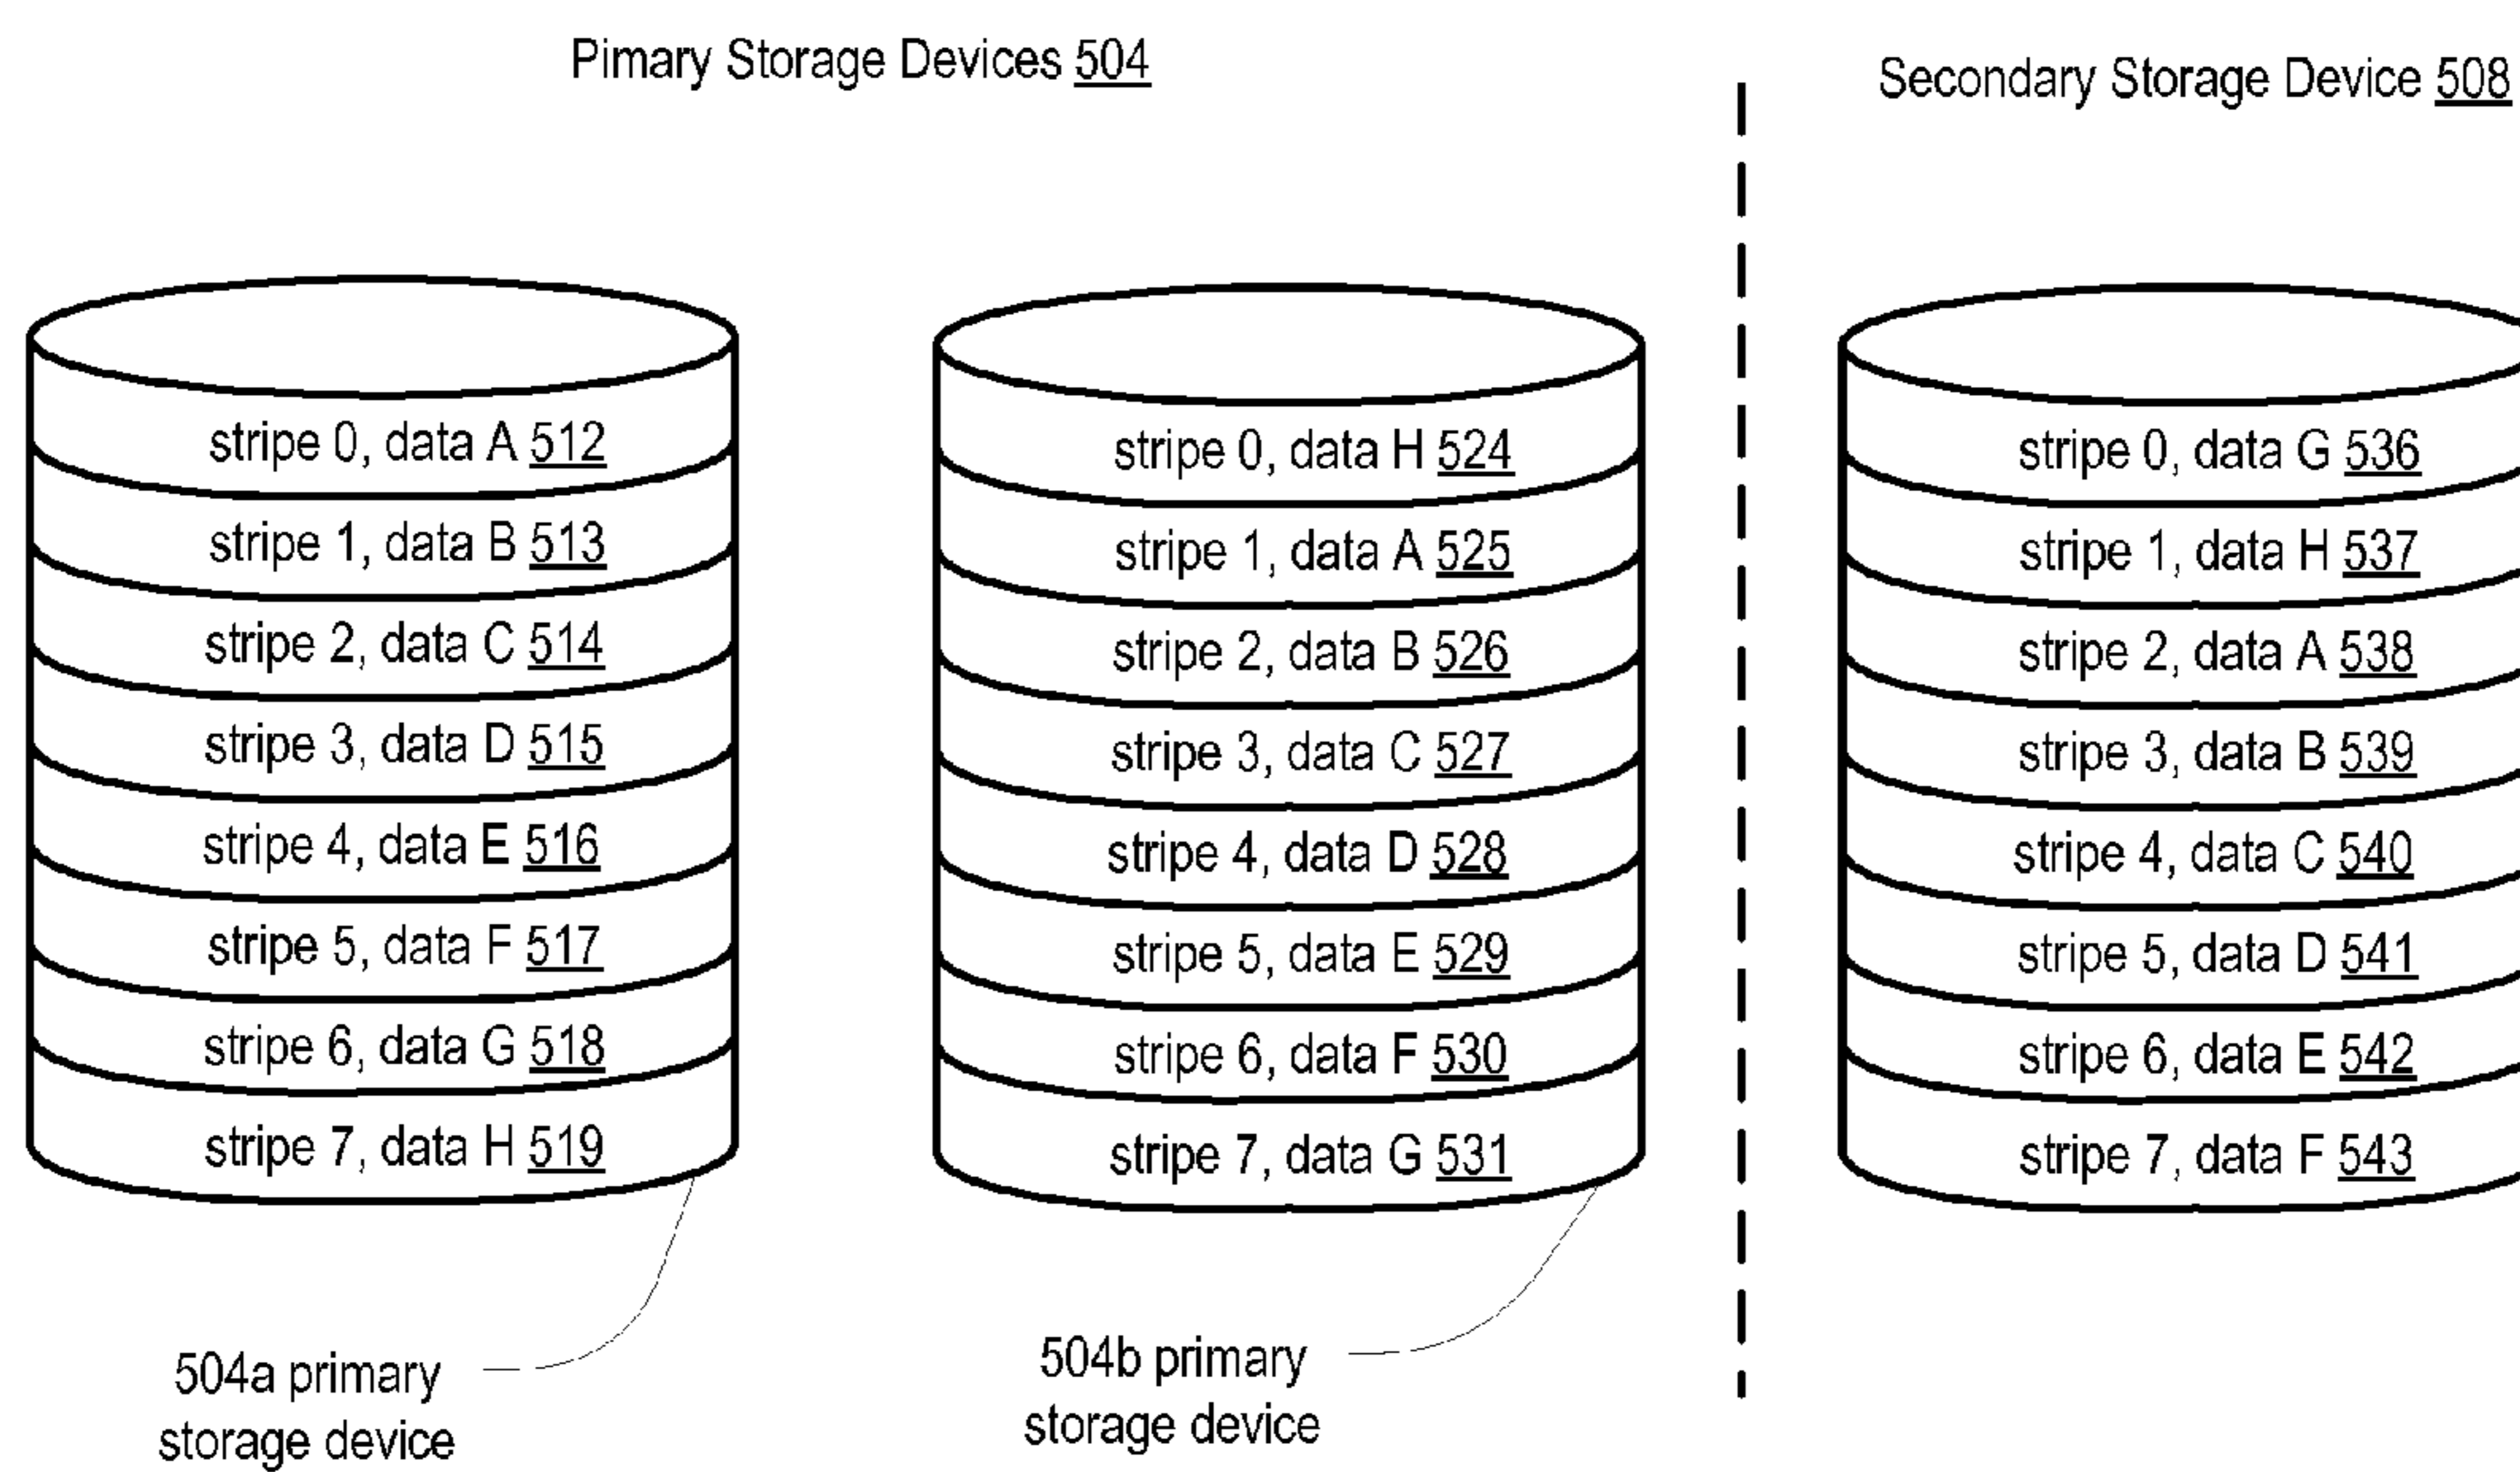 Pimary Storage Devices 504
Secondary Storage Device 508
stripe 0, data A 512
stripe 1, data B 513
stripe 2, data C 514
stripe 3, data D 515
stripe 4, data E 516
stripe 5, data F 517
stripe 6, data G 518
stripe 7, data H 519
504a primary
storage device
stripe 0, data H 524
stripe 1, data A 525
stripe 2, data B 526
stripe 3, data C 527
stripe 4, data D 528
stripe 5, data E 529
stripe 6, data F 530
stripe 7, data G 531
504b primary
storage device
stripe 0, data G 536
stripe 1, data H 537
stripe 2, data A 538
stripe 3, data B 539
stripe 4, data C 540
stripe 5, data D 541
stripe 6, data E 542
stripe 7, data F 543